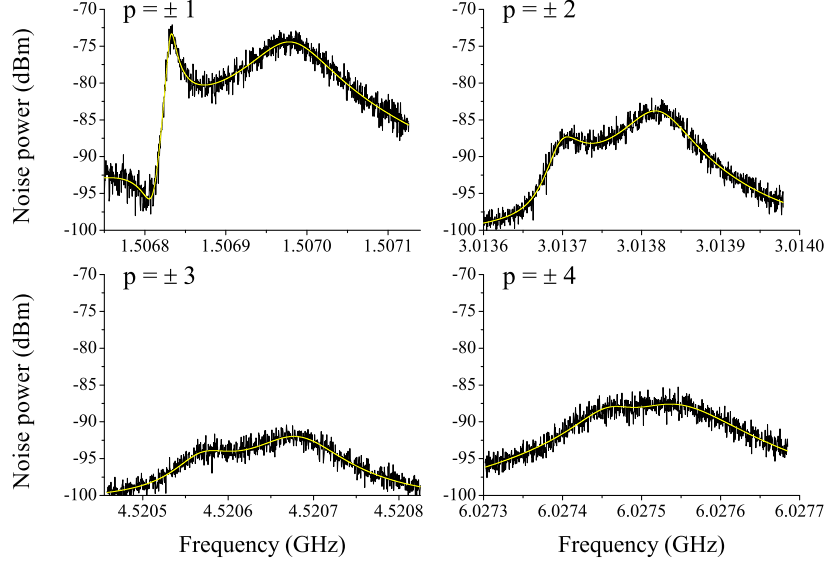 p = ± 1
-70
-75
-80
-85
-90
-95
-100
1.5068 1.5069 1.5070 1.5071
Noise power (dBm)
p = ± 2
-70
-75
-80
-85
-90
-95
-100
3.0136 3.0137 3.0138 3.0139 3.0140
p = ± 3
-70
-75
-80
-85
-90
-95
-100
4.5205 4.5206 4.5207 4.5208
Noise power (dBm)
Frequency (GHz)
p = ± 4
-70
-75
-80
-85
-90
-95
-100
6.0273 6.0274 6.0275 6.0276 6.0277
Frequency (GHz)